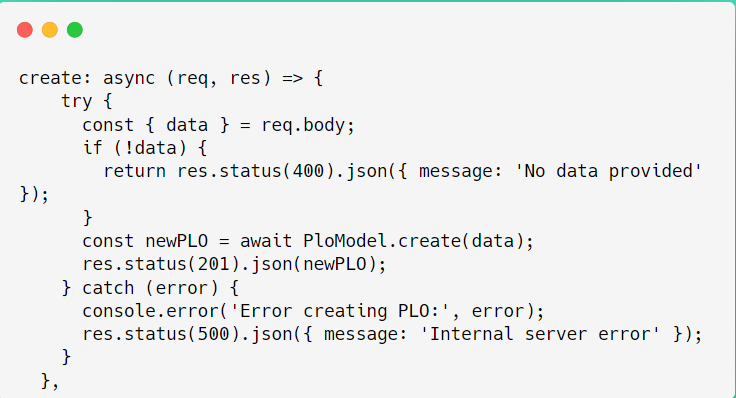 create: async (req, res) => {
    try {
      const { data } = req.body;
      if (!data) {
        return res.status(400).json({ message: 'No data provided'
});
      }
      const newPLO = await PloModel.create(data);
      res.status(201).json(newPLO);
    } catch (error) {
      console.error('Error creating PLO:', error);
      res.status(500).json({ message: 'Internal server error' });
    }
  },